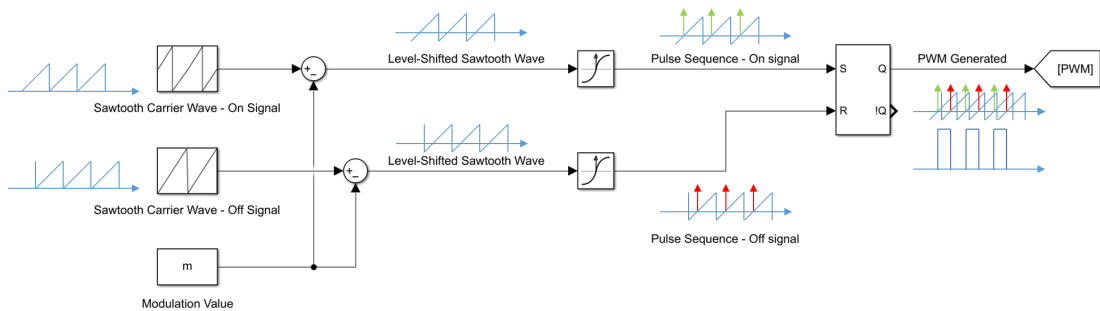 Level-Shifted Sawtooth Wave
Pulse Sequence - On signal
S
Q
PWM Generated
[PWM]
Sawtooth Carrier Wave - On Signal
R
!Q
Level-Shifted Sawtooth Wave
Sawtooth Carrier Wave - Off Signal
Pulse Sequence - Off signal
m
Modulation Value